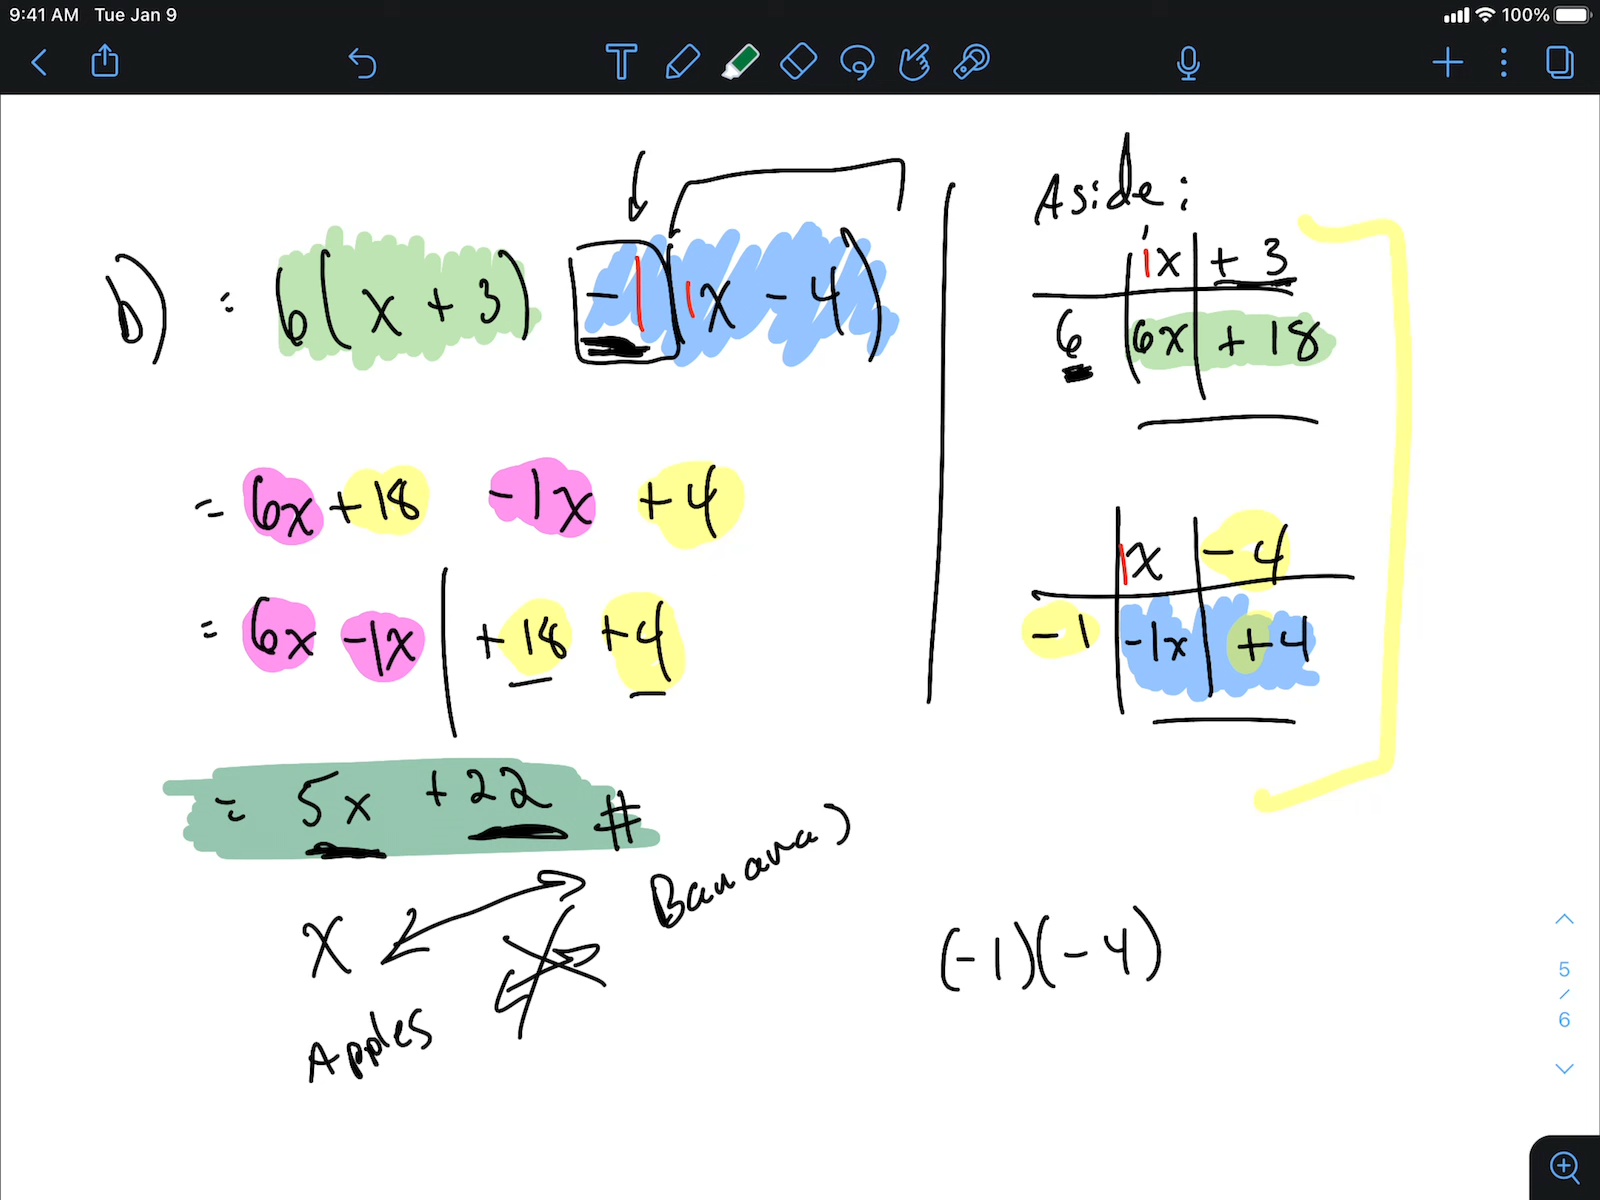 9:41 AM Tue Jan 9 100%
b) = 6(x + 3) -1(1x - 4)
= 6x + 18 -1x + 4
= 6x -1x | + 18 + 4
= 5x + 22 #
x
Apples
Bananas
Aside:
1x + 3
6 6x + 18
1x - 4
-1 -1x + 4
(-1)(-4)
5
/
6